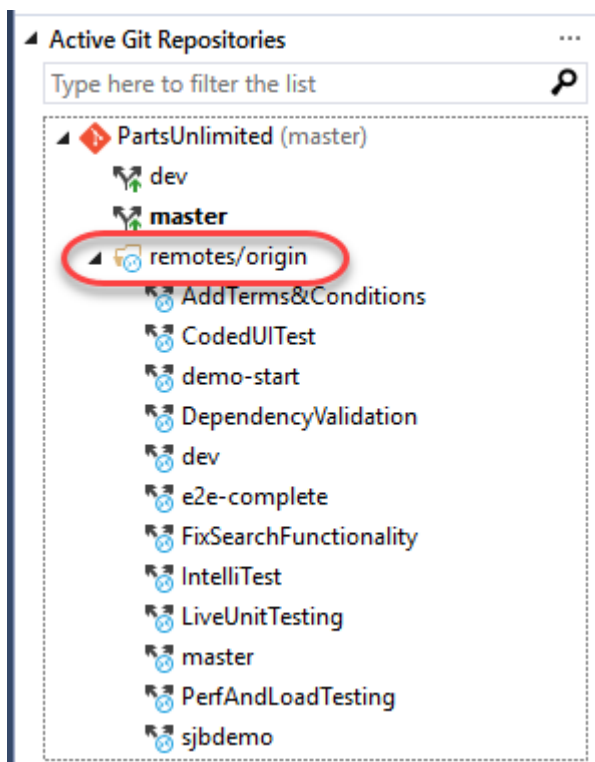 Active Git Repositories
Type here to filter the list
PartsUnlimited (master)
dev
master
remotes/origin
AddTerms&Conditions
CodedUITest
demo-start
DependencyValidation
dev
e2e-complete
FixSearchFunctionality
IntelliTest
LiveUnitTesting
master
PerfAndLoadTesting
sjbdemo